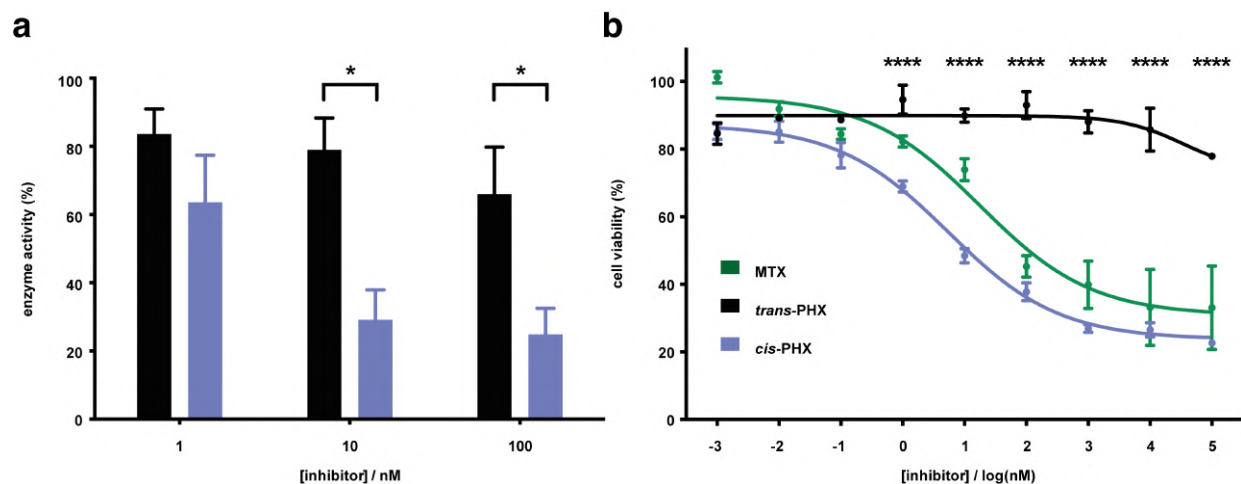 a
enzyme activity (%)
100
80
60
40
20
0
* *
1 10 100
[inhibitor] / nM
b
cell viability (%)
100
80
60
40
20
0
**** **** **** **** **** ****
MTX
trans-PHX
cis-PHX
-3 -2 -1 0 1 2 3 4 5
[inhibitor] / log(nM)